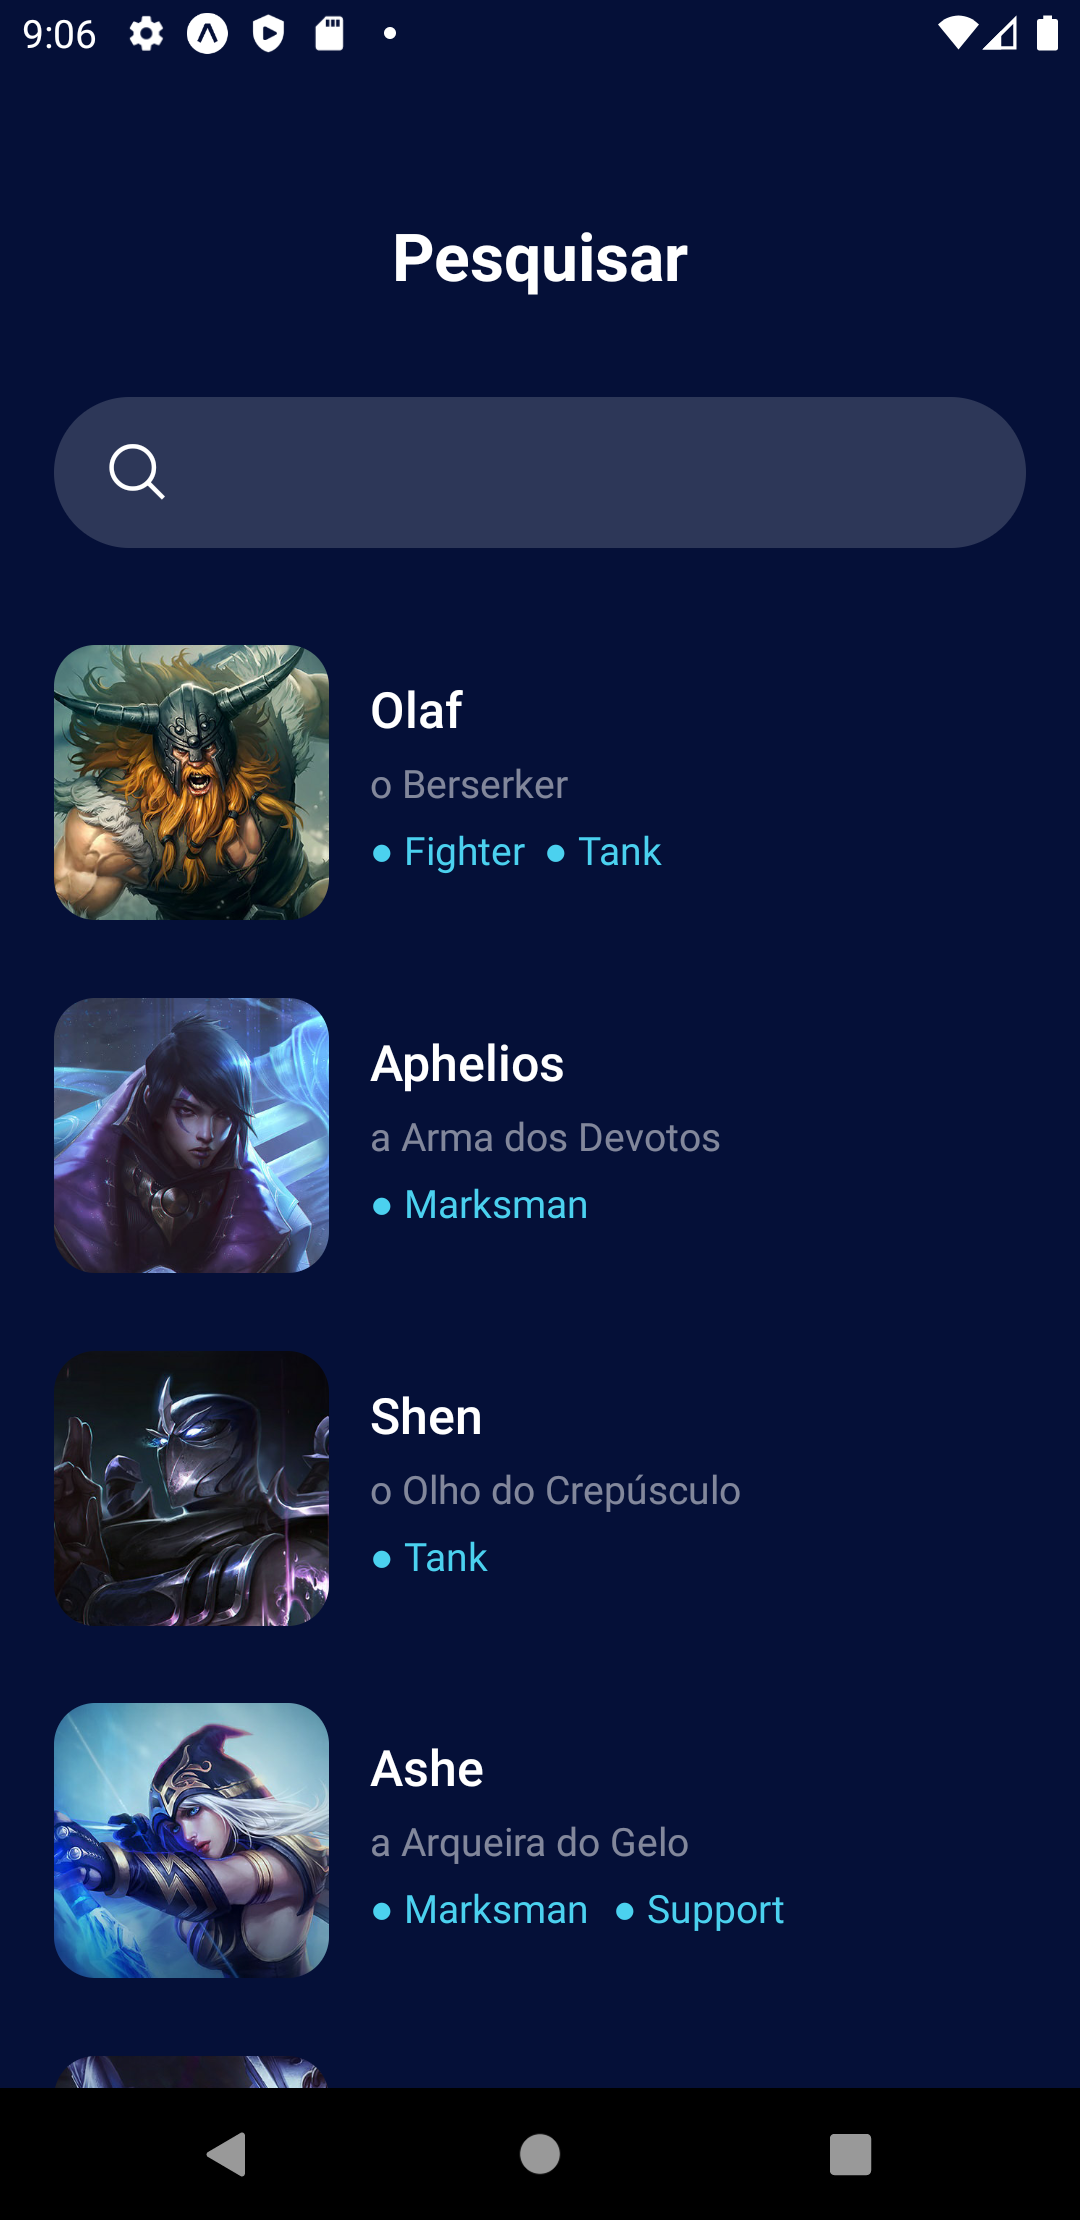 9:06
Pesquisar
Olaf
o Berserker
● Fighter ● Tank
Aphelios
a Arma dos Devotos
● Marksman
Shen
o Olho do Crepúsculo
● Tank
Ashe
a Arqueira do Gelo
● Marksman ● Support